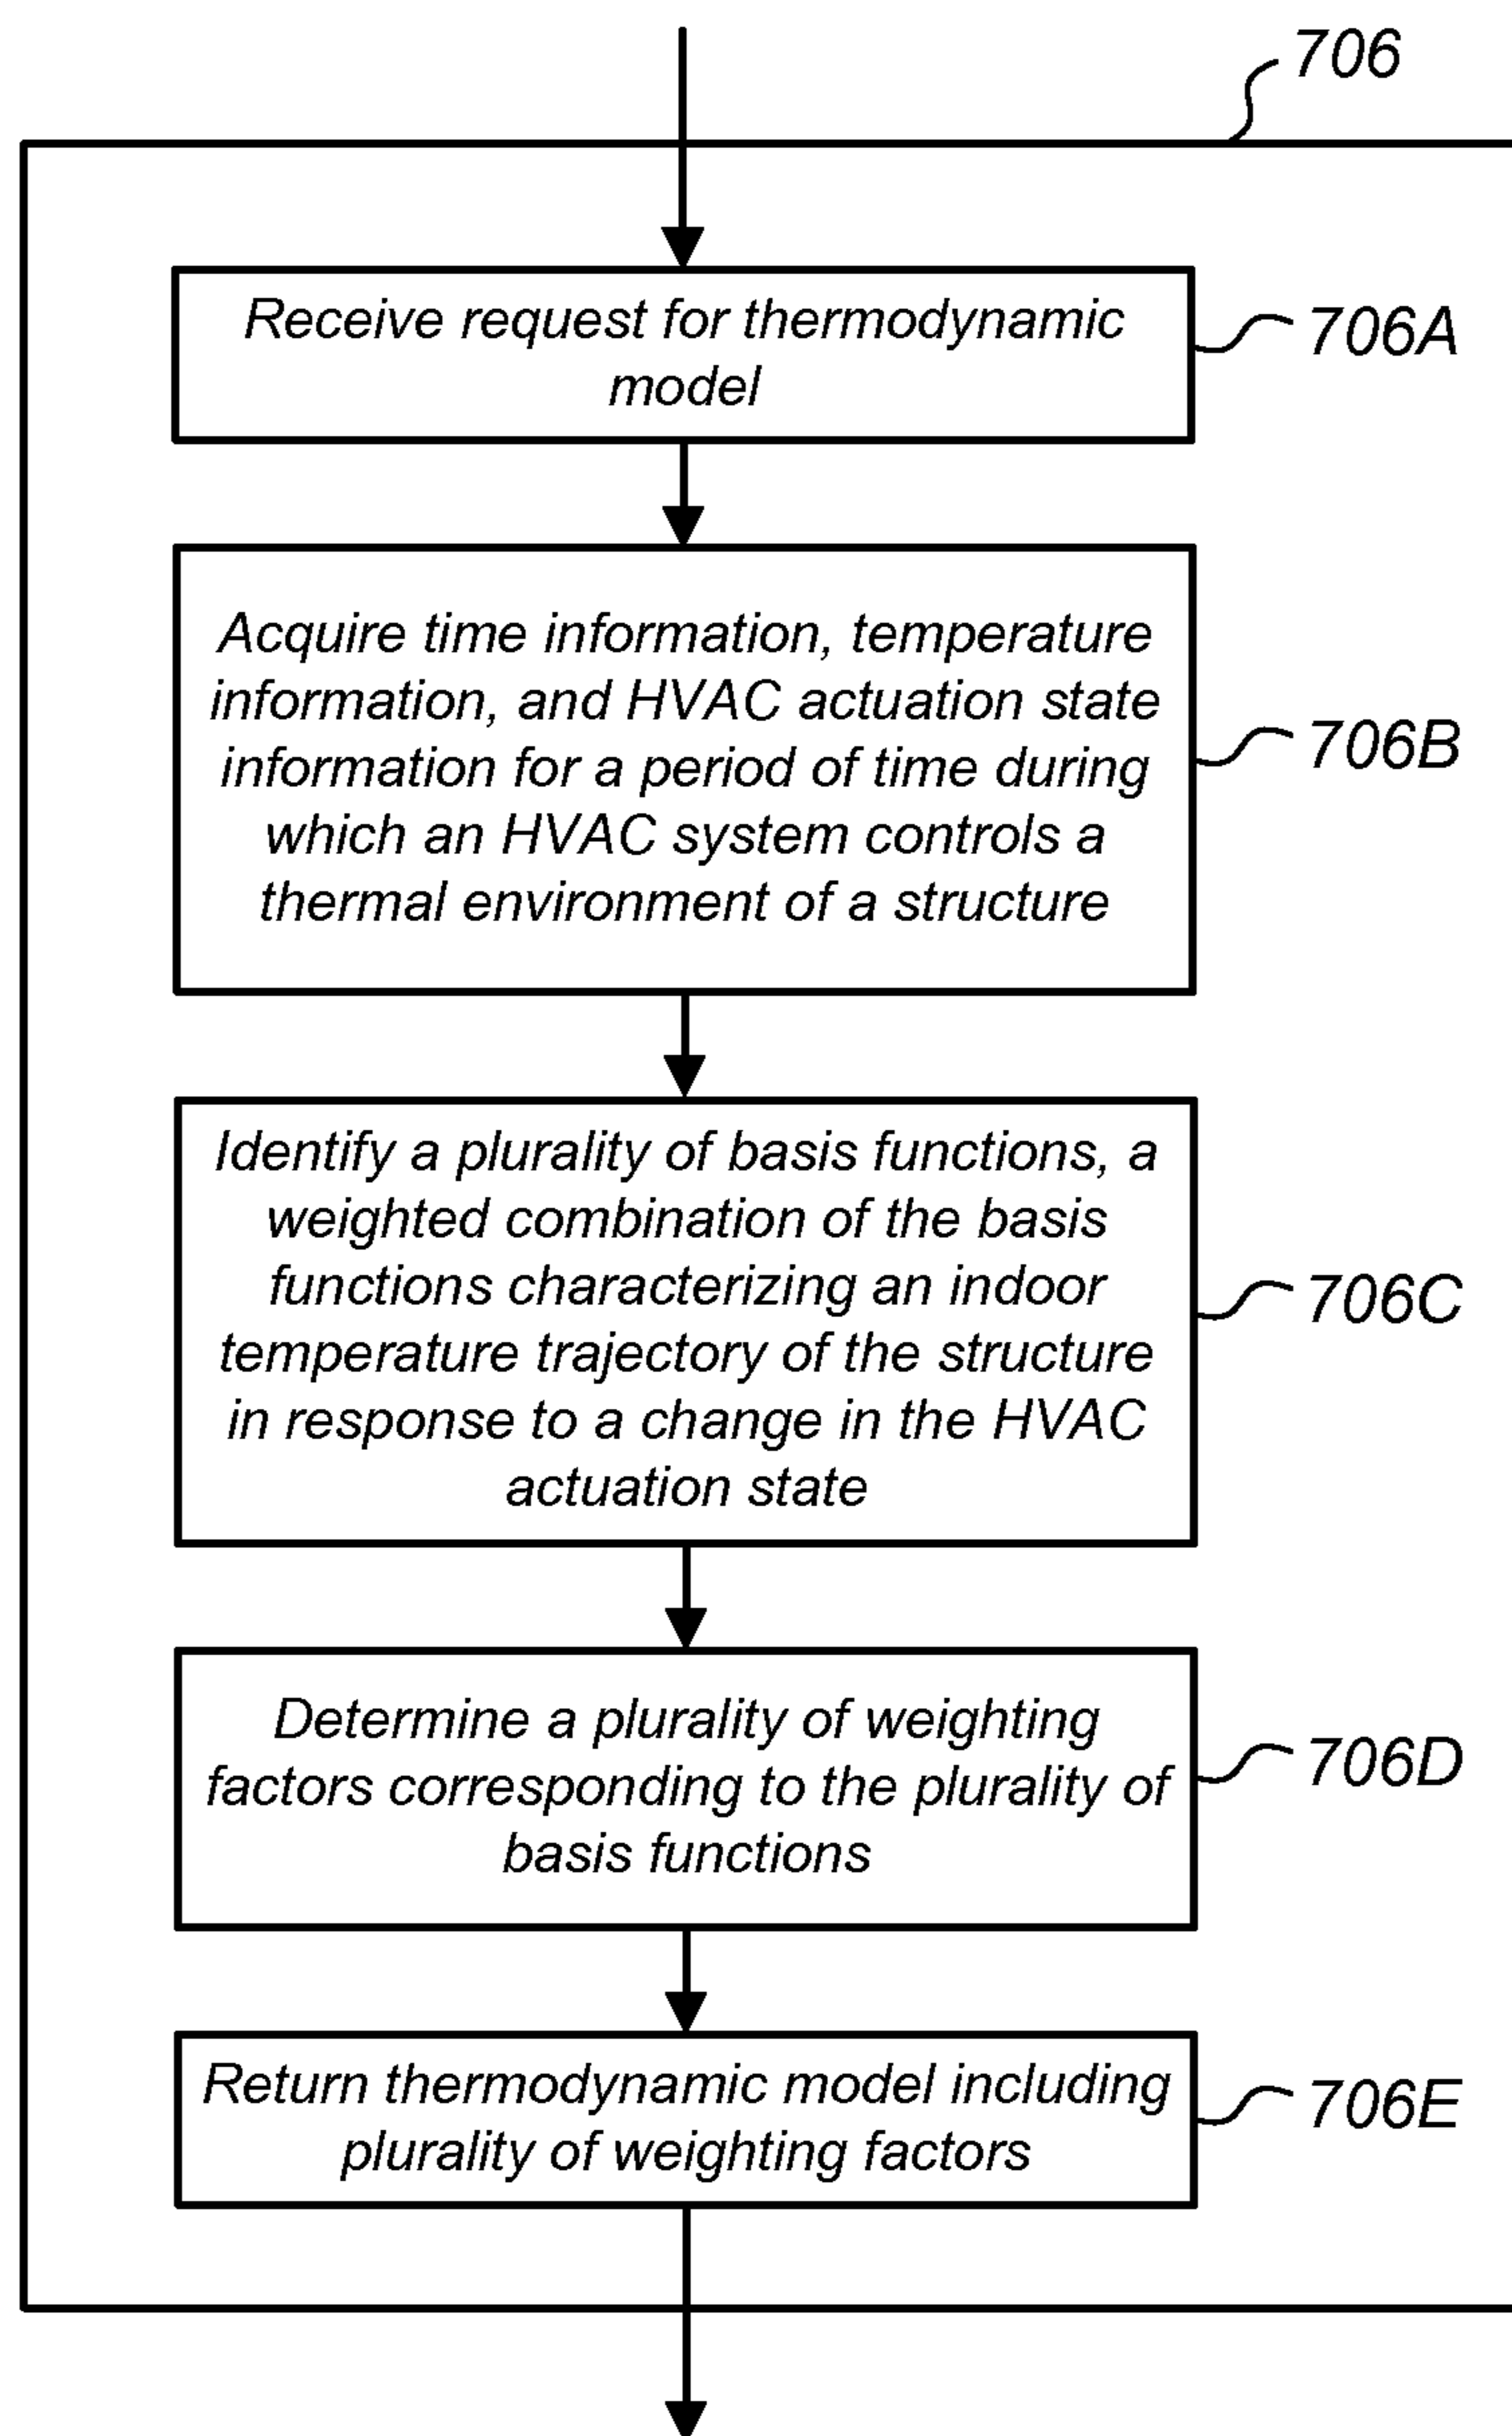 706
Receive request for thermodynamic
model
706A
Acquire time information, temperature
information, and HVAC actuation state
information for a period of time during
which an HVAC system controls a
thermal environment of a structure
706B
Identify a plurality of basis functions, a
weighted combination of the basis
functions characterizing an indoor
temperature trajectory of the structure
in response to a change in the HVAC
actuation state
706C
Determine a plurality of weighting
factors corresponding to the plurality of
basis functions
706D
Return thermodynamic model including
plurality of weighting factors
706E